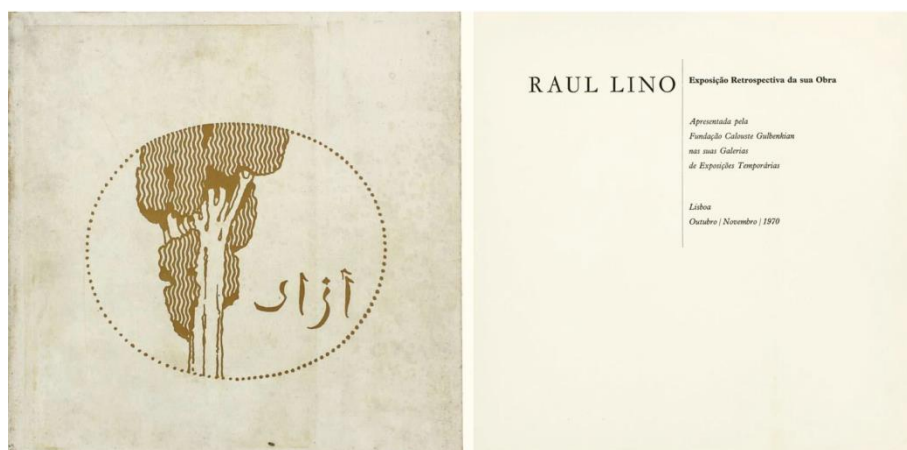 آزاد
RAUL LINO
Exposição Retrospectiva da sua Obra
Apresentada pela
Fundação Calouste Gulbenkian
nas suas Galerias
de Exposições Temporárias
Lisboa
Outubro | Novembro | 1970